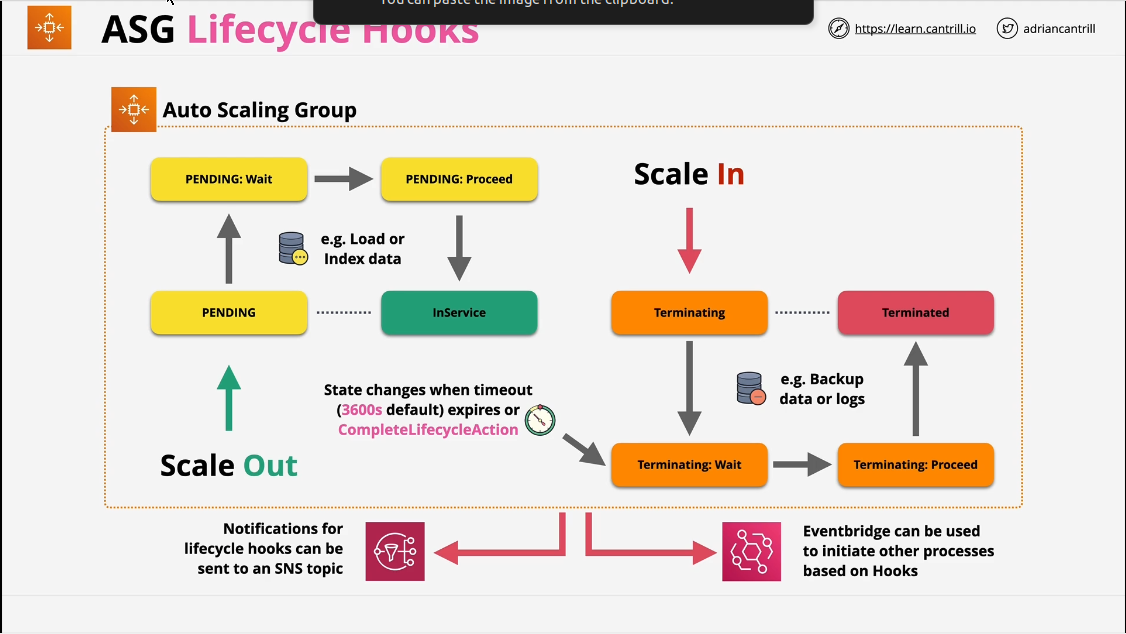 You can paste the image from the clipboard.
ASG Lifecycle Hooks
https://learn.cantrill.io
adriancantrill
Auto Scaling Group
PENDING: Wait
PENDING: Proceed
Scale In
e.g. Load or
Index data
PENDING
InService
Terminating
Terminated
State changes when timeout
(3600s default) expires or
CompleteLifecycleAction
e.g. Backup
data or logs
Scale Out
Terminating: Wait
Terminating: Proceed
Notifications for
lifecycle hooks can be
sent to an SNS topic
Eventbridge can be used
to initiate other processes
based on Hooks